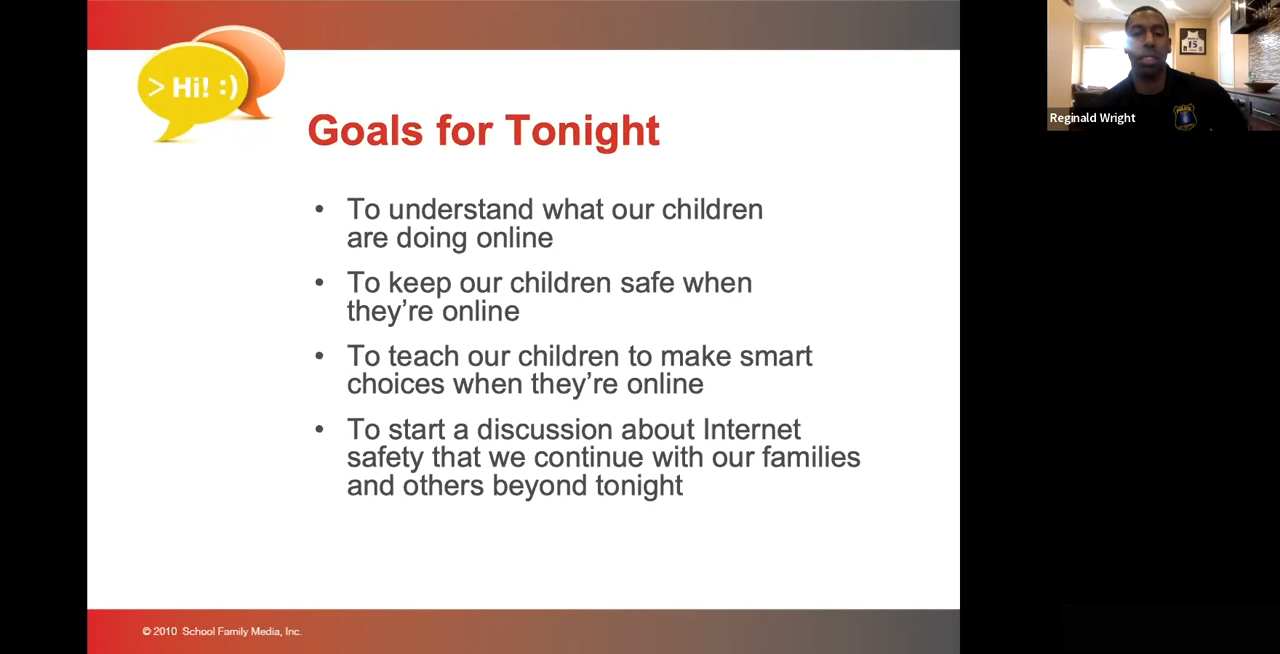 > Hi! :)
Goals for Tonight
• To understand what our children
are doing online
• To keep our children safe when
they’re online
• To teach our children to make smart
choices when they’re online
• To start a discussion about Internet
safety that we continue with our families
and others beyond tonight
© 2010 School Family Media, Inc.
15
Reginald Wright
POLICE